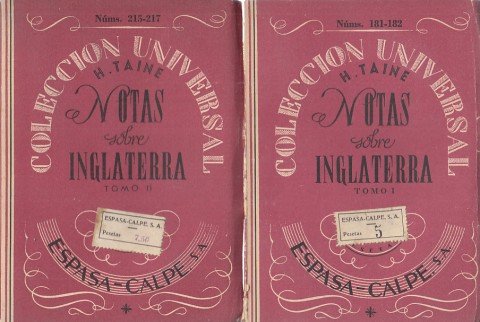 Núms. 215-217
COLECCION UNIVERSAL
H. TAINE
NOTAS
sobre
INGLATERRA
TOMO II
ESPASA-CALPE, S. A.
Pesetas 7,50
ESPASA-CALPE, S.A.
Núms. 181-182
COLECCION UNIVERSAL
H. TAINE
NOTAS
sobre
INGLATERRA
TOMO I
ESPASA-CALPE, S. A.
Pesetas 5
ESPASA-CALPE, S.A.